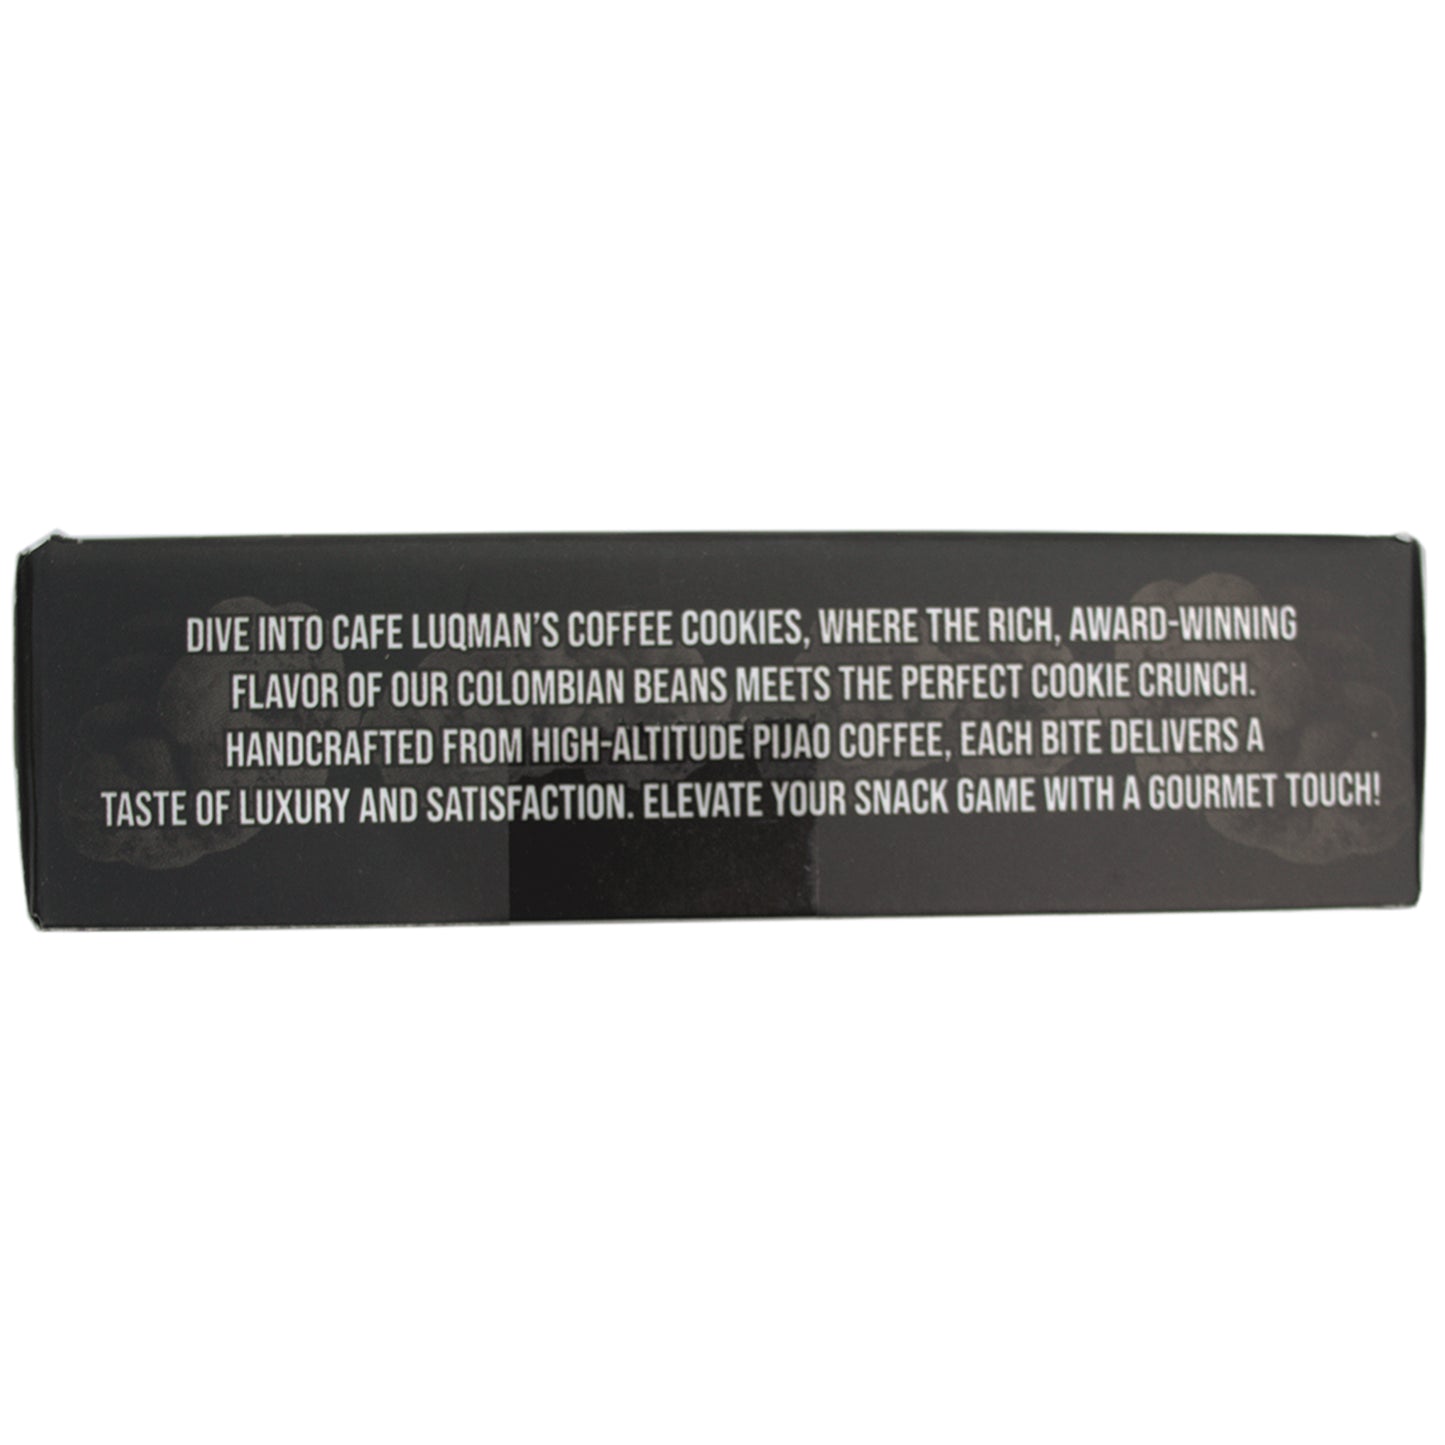 DIVE INTO CAFE LUQMAN'S COFFEE COOKIES, WHERE THE RICH, AWARD-WINNING
FLAVOR OF OUR COLOMBIAN BEANS MEETS THE PERFECT COOKIE CRUNCH.
HANDCRAFTED FROM HIGH-ALTITUDE PIJAO COFFEE, EACH BITE DELIVERS A
TASTE OF LUXURY AND SATISFACTION. ELEVATE YOUR SNACK GAME WITH A GOURMET TOUCH!